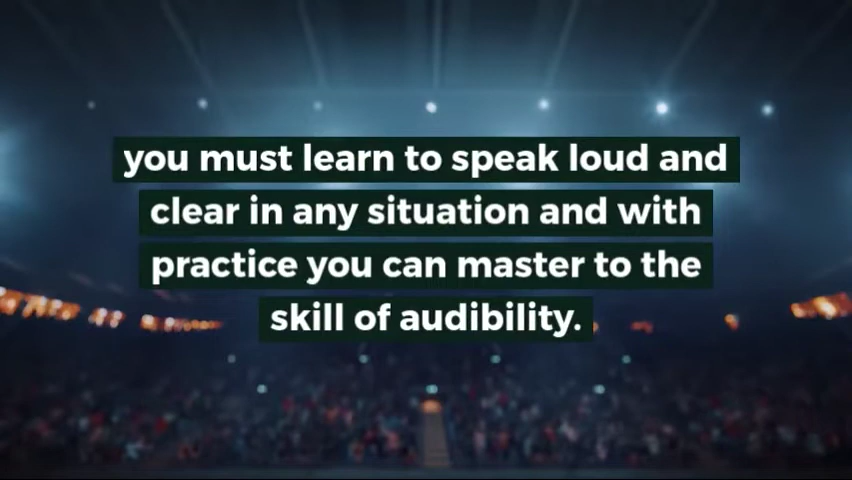 you must learn to speak loud and
clear in any situation and with
practice you can master to the
skill of audibility.